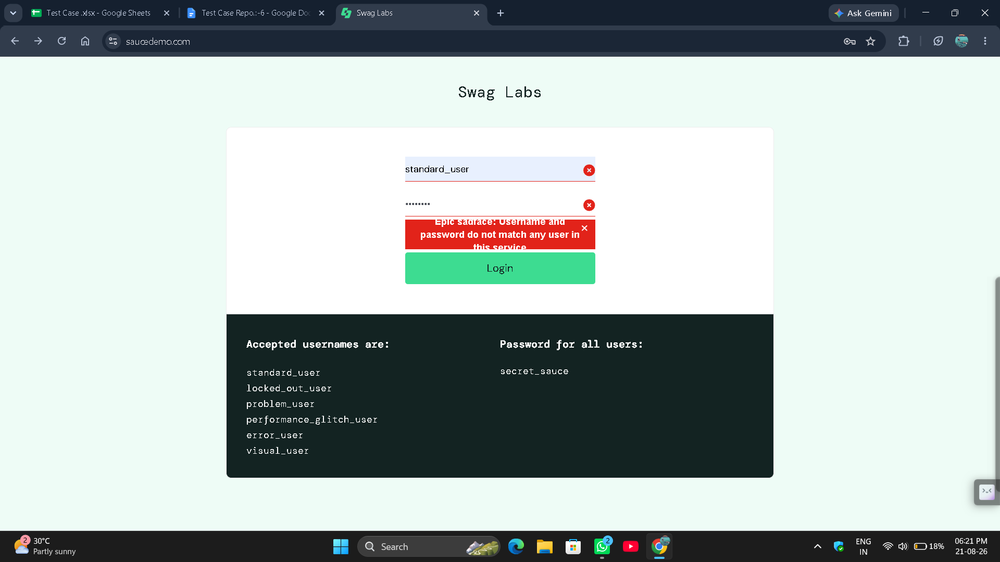 Test Case .xlsx - Google Sheets
Test Case Repo.:-6 - Google Doc
Swag Labs
Ask Gemini
saucedemo.com
Swag Labs
standard_user
••••••••
Epic sadface: Username and
password do not match any user in
this service
Login
Accepted usernames are:
standard_user
locked_out_user
problem_user
performance_glitch_user
error_user
visual_user
Password for all users:
secret_sauce
2
30°C
Partly sunny
Search
2
ENG
IN
18%
06:21 PM
21-08-26